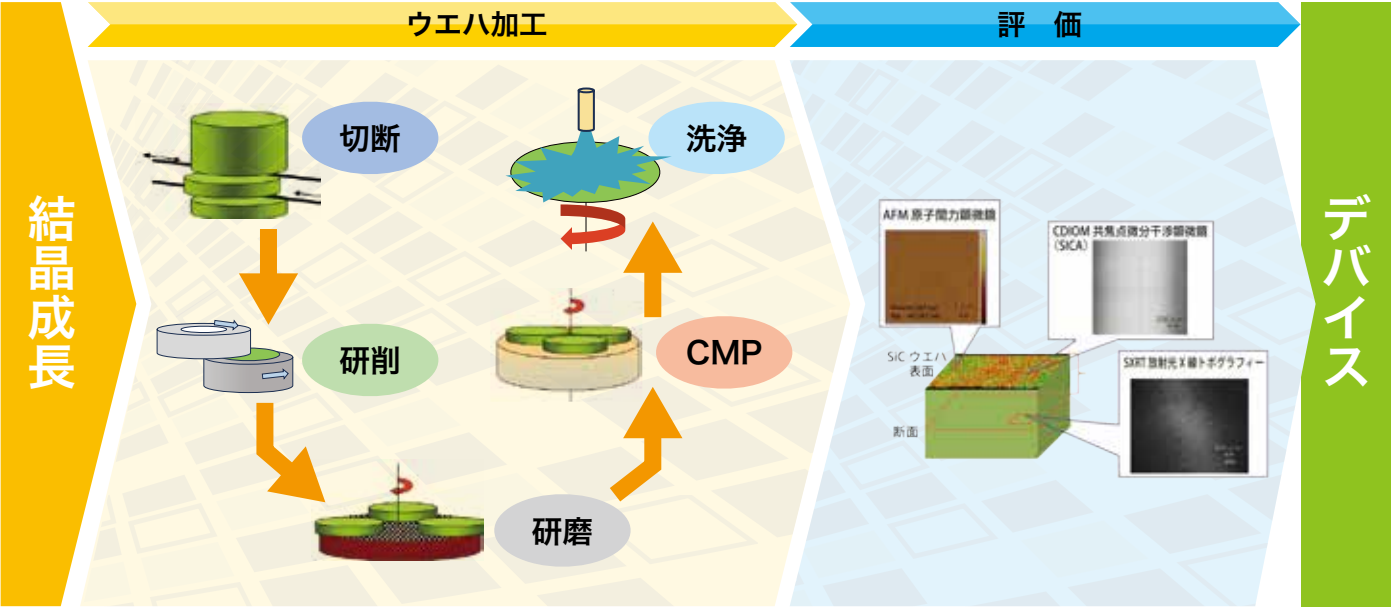 結晶成長
ウエハ加工
評 価
デバイス
切断
研削
研磨
CMP
洗浄
AFM 原子間力顕微鏡
CDIOM 共焦点微分干渉顕微鏡
(SICA)
SiC ウエハ
表面
断面
SXRT 放射光X線トポグラフィー